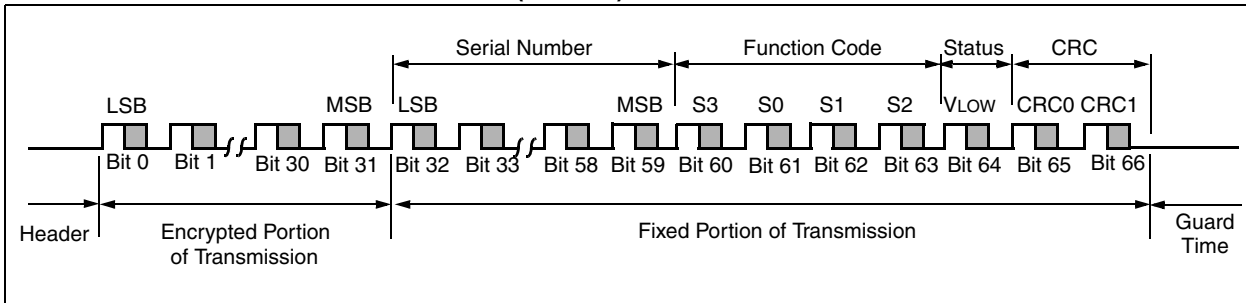 Serial Number Function Code Status CRC
LSB MSB LSB MSB S3 S0 S1 S2 VLOW CRC0 CRC1
Bit 0 Bit 1 Bit 30 Bit 31 Bit 32 Bit 33 Bit 58 Bit 59 Bit 60 Bit 61 Bit 62 Bit 63 Bit 64 Bit 65 Bit 66
Header Encrypted Portion Fixed Portion of Transmission Guard
of Transmission Time